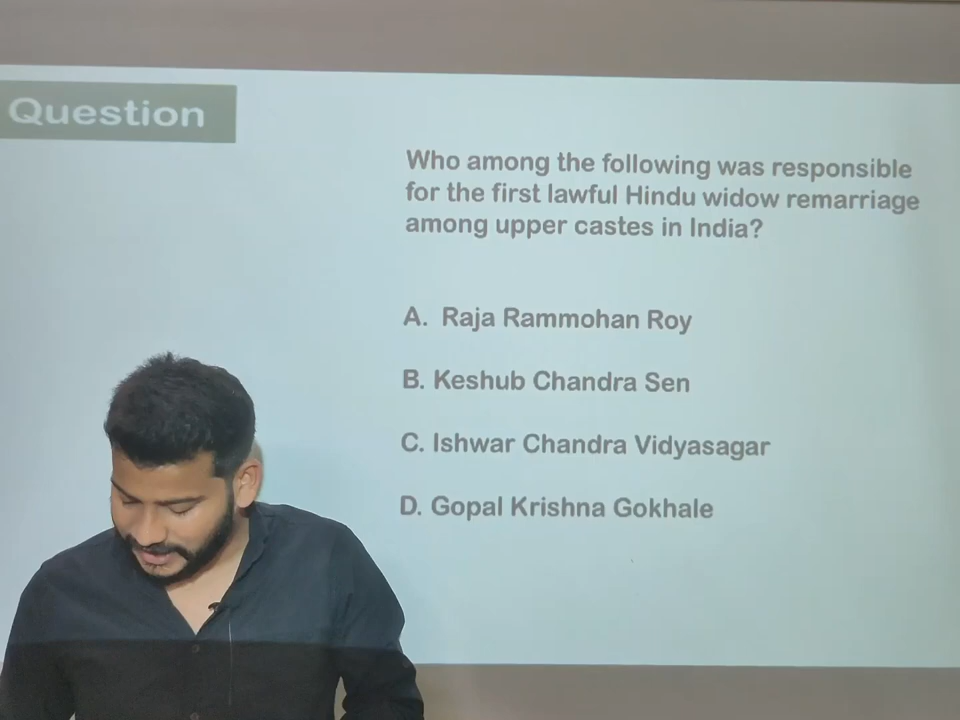 Question
Who among the following was responsible
for the first lawful Hindu widow remarriage
among upper castes in India?
A. Raja Rammohan Roy
B. Keshub Chandra Sen
C. Ishwar Chandra Vidyasagar
D. Gopal Krishna Gokhale